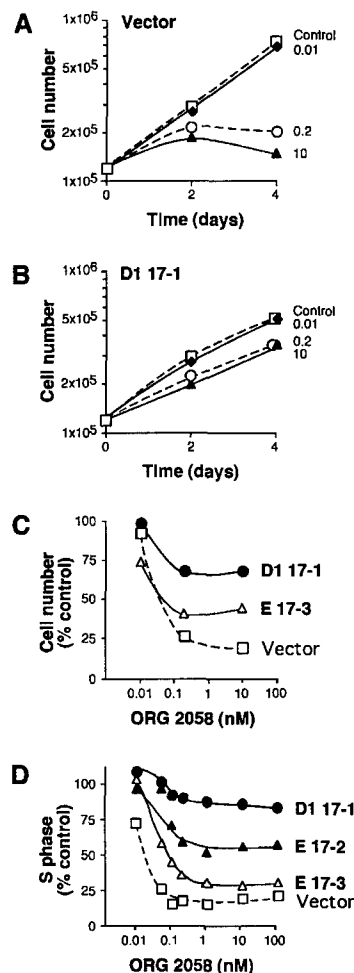 A Vector
Cell number
1x10⁶
5x10⁵
2x10⁵
1x10⁵
0 2 4
Time (days)
Control
0.01
0.2
10
B D1 17-1
Cell number
1x10⁶
5x10⁵
2x10⁵
1x10⁵
0 2 4
Time (days)
Control
0.01
0.2
10
C
Cell number
(% control)
100
75
50
25
0
0.01 0.1 1 10 100
ORG 2058 (nM)
D1 17-1
E 17-3
Vector
D
S phase
(% control)
100
75
50
25
0
0.01 0.1 1 10 100
ORG 2058 (nM)
D1 17-1
E 17-2
E 17-3
Vector